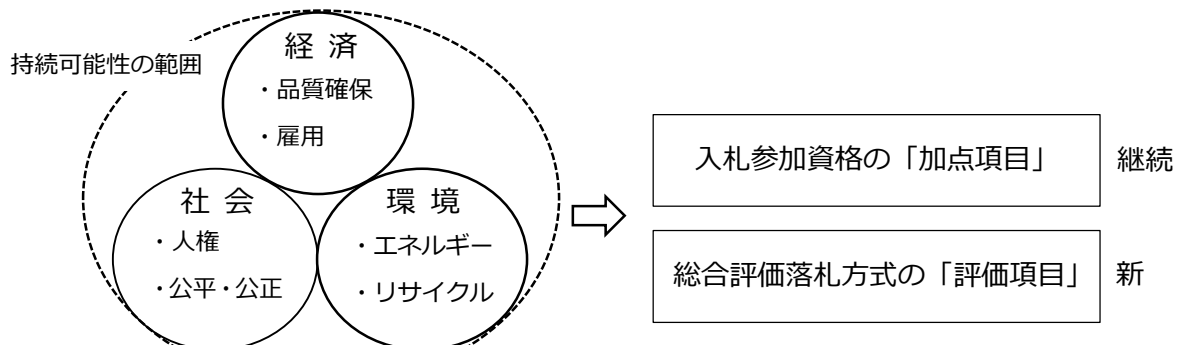 持続可能性の範囲
経 済
・品質確保
・雇用
社 会
・人権
・公平・公正
環 境
・エネルギー
・リサイクル
入札参加資格の「加点項目」
継続
総合評価落札方式の「評価項目」
新